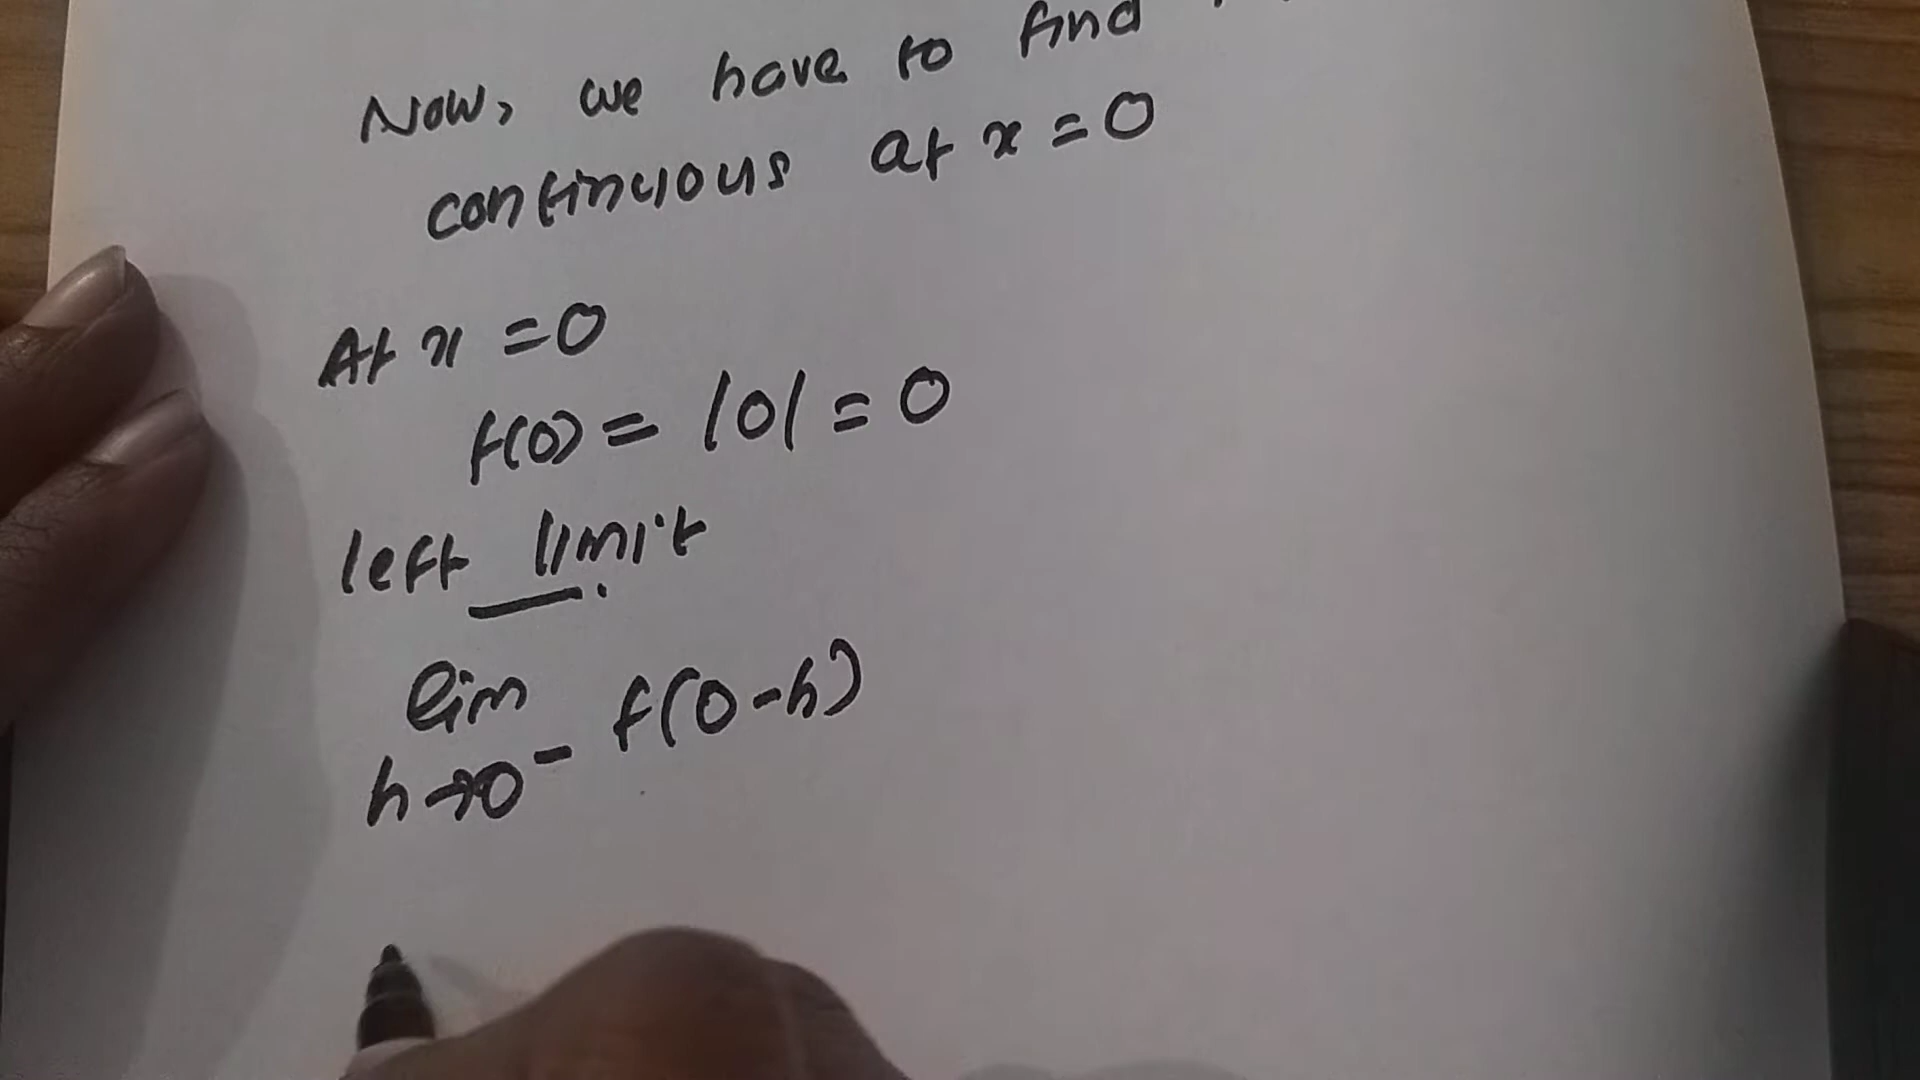 Now, we have to find
continuous at x = 0
At x = 0
f(0) = |0| = 0
left limit
lim f(0-h)
h→0⁻